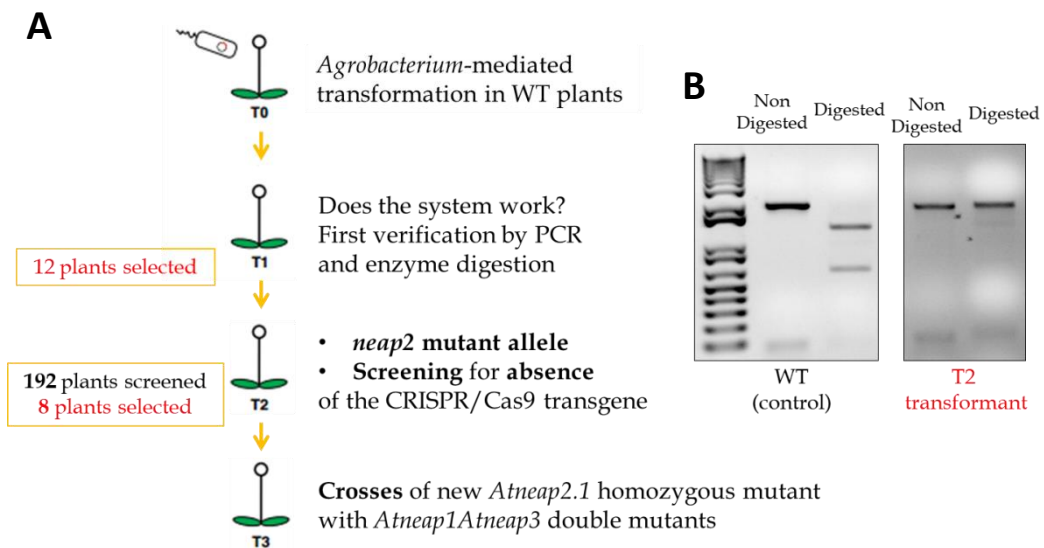 A
Agrobacterium-mediated
transformation in WT plants
T0
Does the system work?
First verification by PCR
and enzyme digestion
T1
12 plants selected
• neap2 mutant allele
• Screening for absence
of the CRISPR/Cas9 transgene
192 plants screened
8 plants selected
T2
Crosses of new Atneap2.1 homozygous mutant
with Atneap1Atneap3 double mutants
T3
B
Non
Digested
Digested
Non
Digested
Digested
WT
(control)
T2
transformant